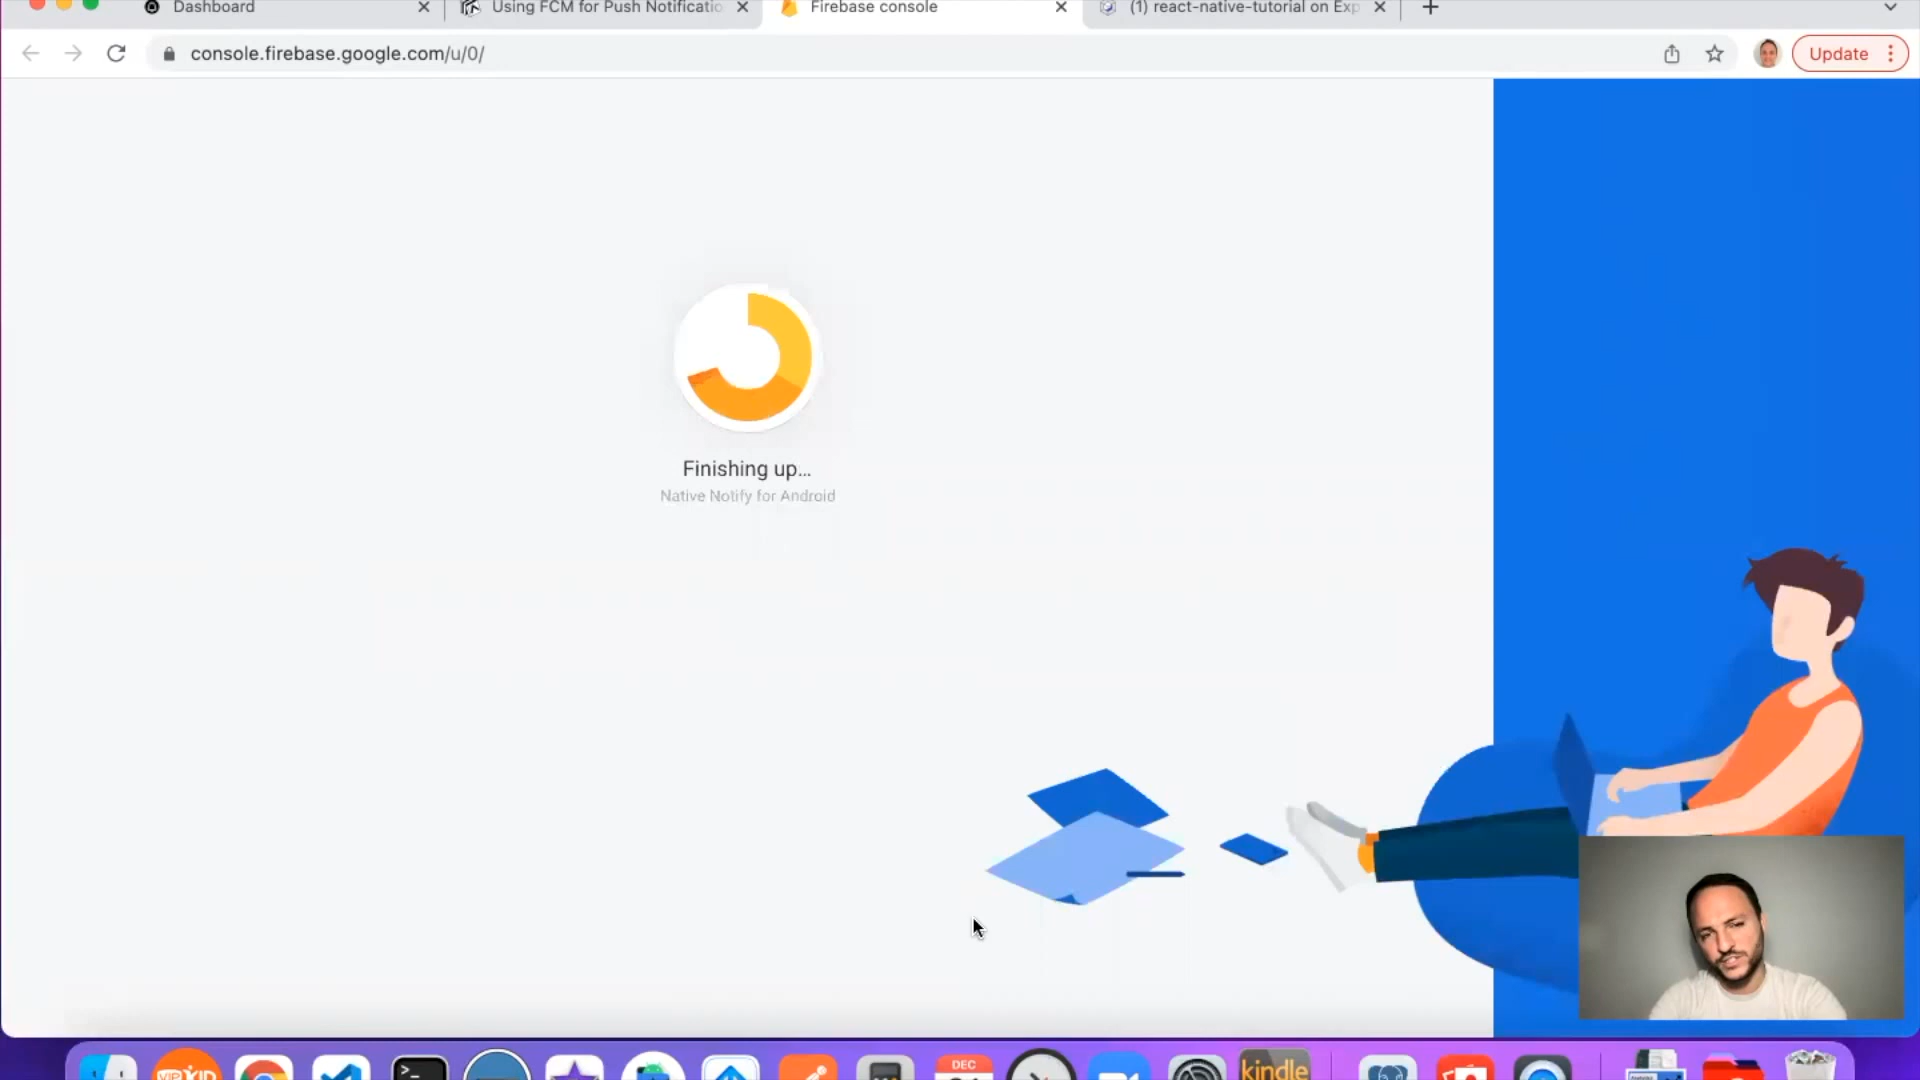 Dashboard
Using FCM for Push Notificatio
Firebase console
(1) react-native-tutorial on Exp
console.firebase.google.com/u/0/
Update
Finishing up...
Native Notify for Android
VIPKID
DEC
kindle